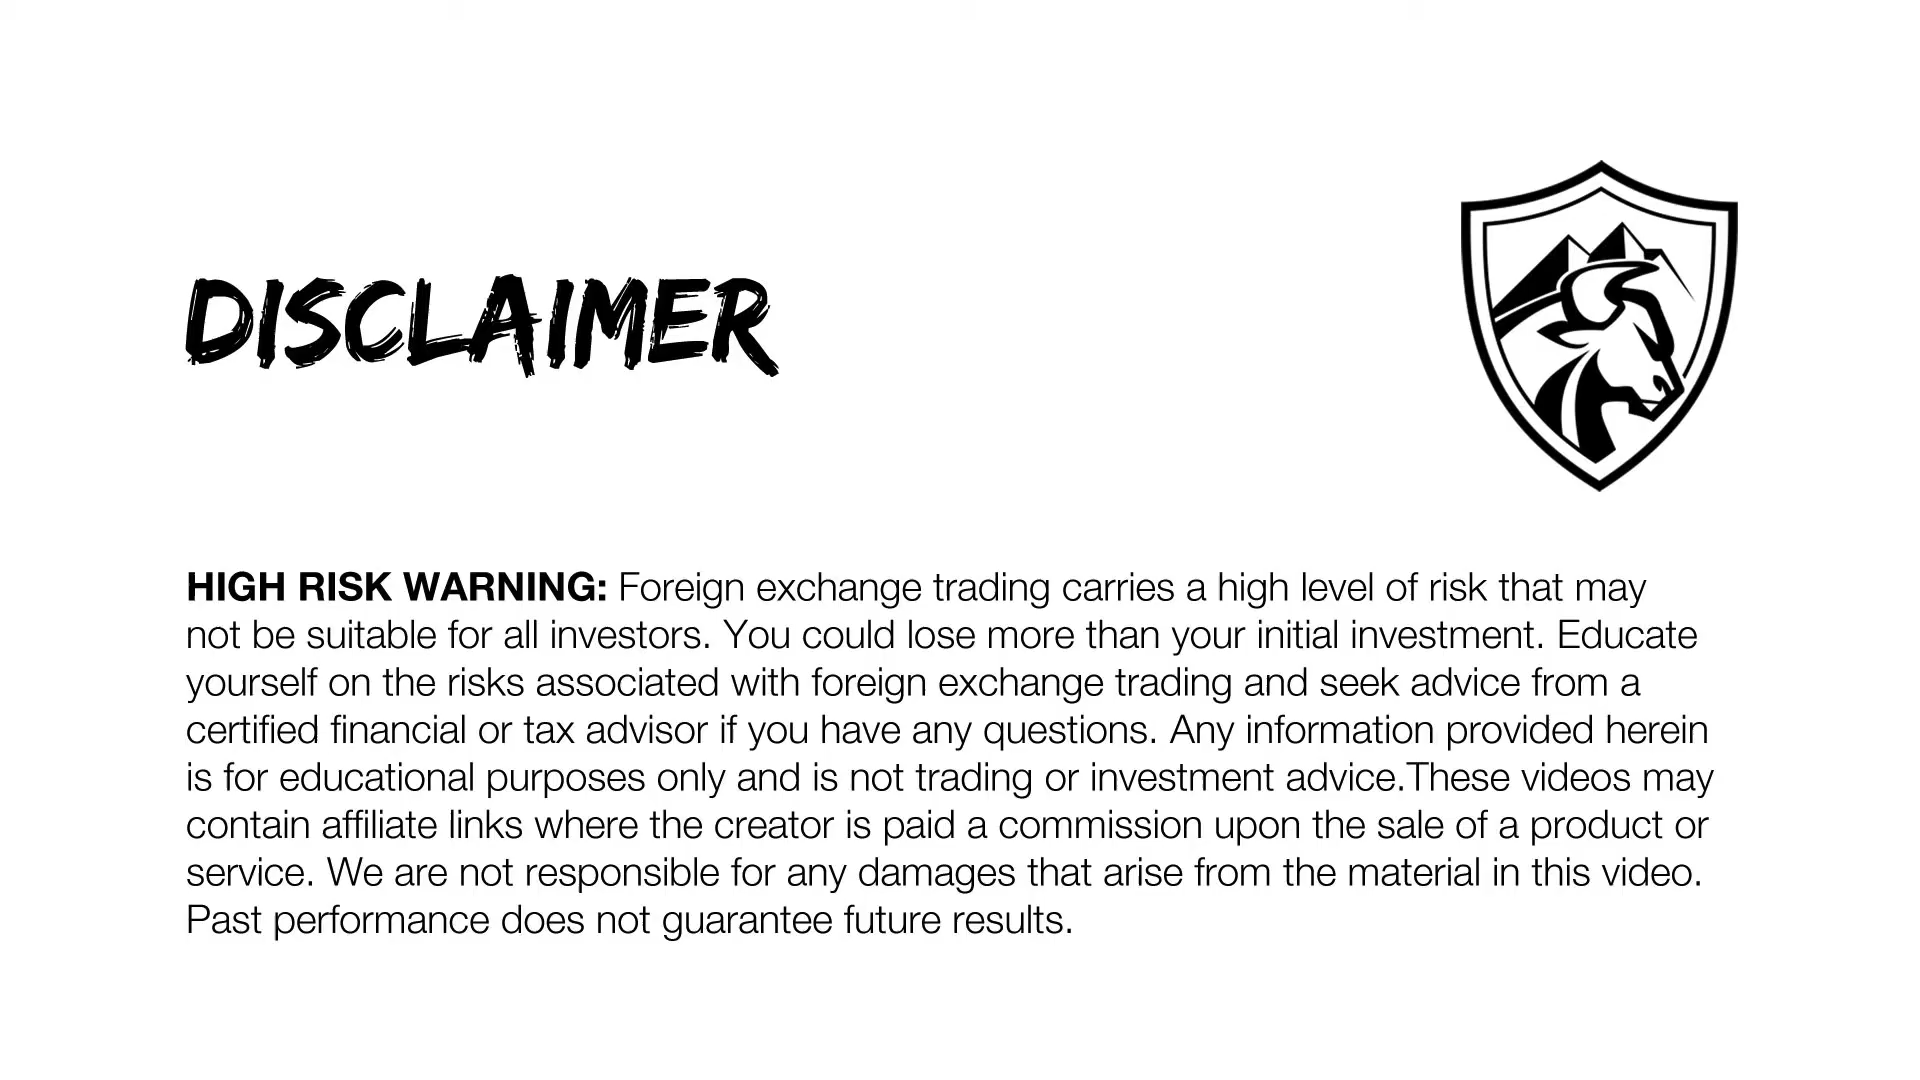 DISCLAIMER
HIGH RISK WARNING: Foreign exchange trading carries a high level of risk that may
not be suitable for all investors. You could lose more than your initial investment. Educate
yourself on the risks associated with foreign exchange trading and seek advice from a
certified financial or tax advisor if you have any questions. Any information provided herein
is for educational purposes only and is not trading or investment advice.These videos may
contain affiliate links where the creator is paid a commission upon the sale of a product or
service. We are not responsible for any damages that arise from the material in this video.
Past performance does not guarantee future results.